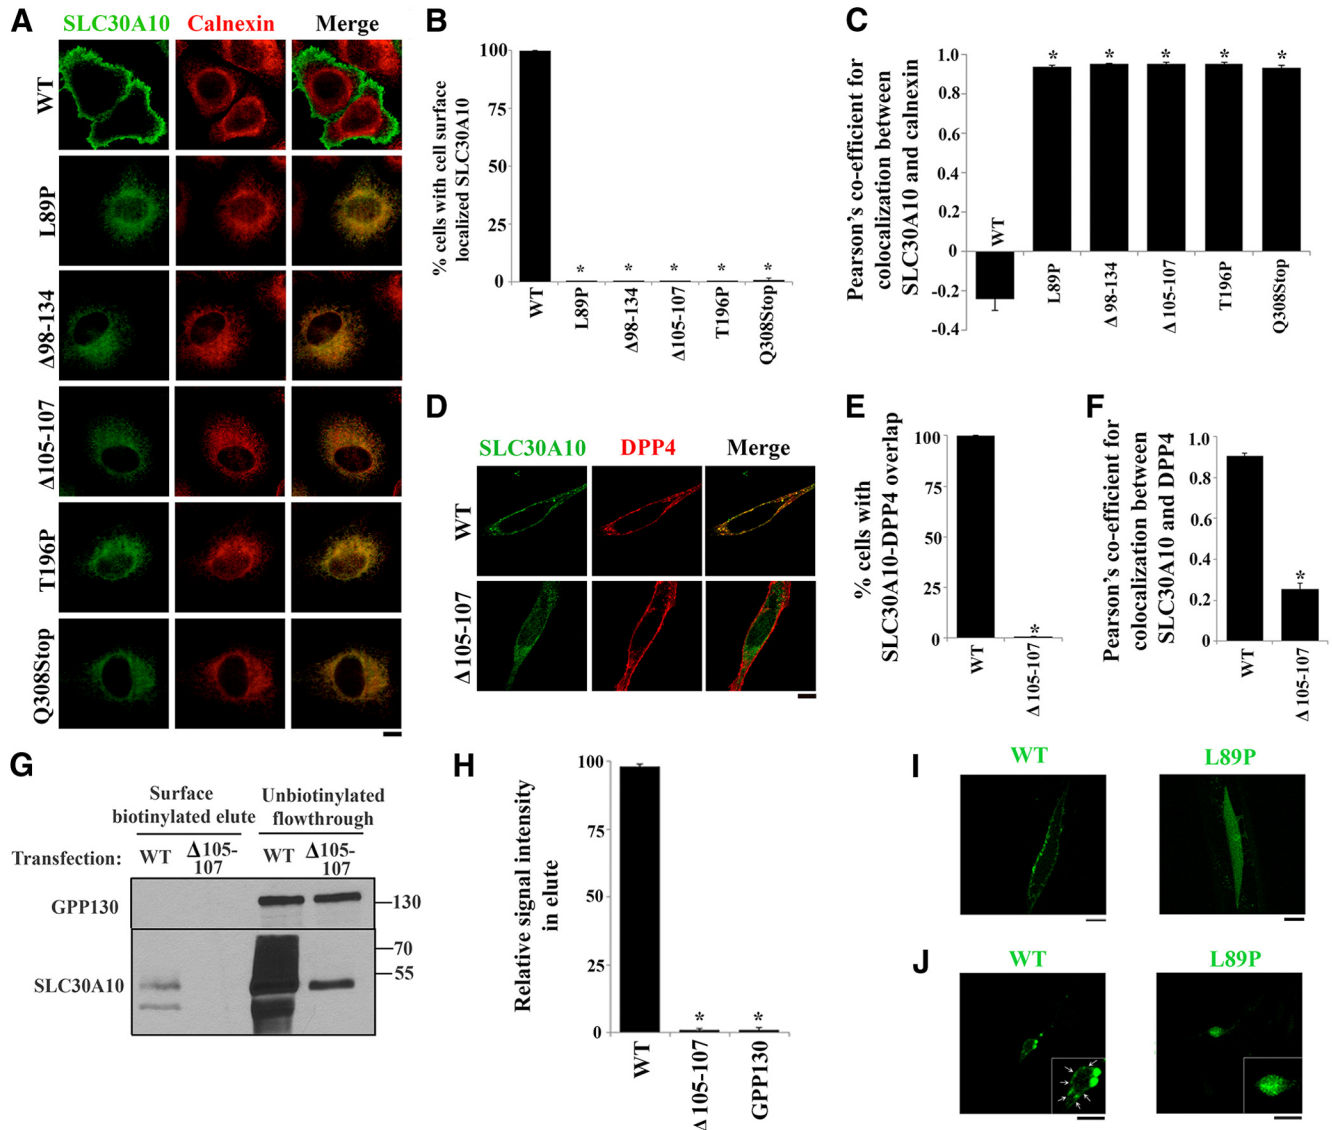 A
SLC30A10 Calnexin Merge
WT
L89P
Δ98-134
Δ105-107
T196P
Q308Stop
B
% cells with cell surface
localized SLC30A10
100
75
50
25
0
* * * * *
WT L89P Δ98-134 Δ105-107 T196P Q308Stop
C
Pearson's co-efficient for
colocalization between
SLC30A10 and calnexin
1.0
0.8
0.6
0.4
0.2
0
-0.2
-0.4
* * * * *
WT L89P Δ98-134 Δ105-107 T196P Q308Stop
D
SLC30A10 DPP4 Merge
WT
Δ105-107
E
% cells with
SLC30A10-DPP4 overlap
100
75
50
25
0
*
WT Δ105-107
F
Pearson's co-efficient for
colocalization between
SLC30A10 and DPP4
1.0
0.8
0.6
0.4
0.2
0
*
WT Δ105-107
G
Surface
biotinylated elute
Unbiotinylated
flowthrough
Transfection: WT Δ105-
107
WT Δ105-
107
GPP130
130
70
55
SLC30A10
H
Relative signal intensity
in elute
100
75
50
25
0
* *
WT Δ105-107 GPP130
I
WT L89P
J
WT L89P